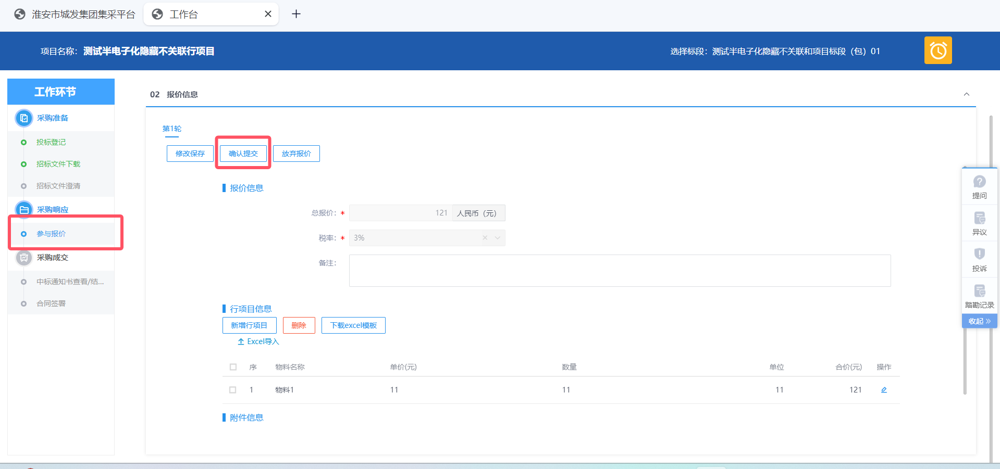 淮安市城发集团集采平台
工作台
项目名称：测试半电子化隐藏不关联行项目
选择标段：测试半电子化隐藏不关联和项目标段（包）01
工作环节
采购准备
投标登记
招标文件下载
招标文件澄清
采购响应
参与报价
采购成交
中标通知书查看/结...
合同签署
02 报价信息
第1轮
修改保存 确认提交 放弃报价
报价信息
总报价：* 121 人民币（元）
税率：* 3%
备注：
行项目信息
新增行项目 删除 下载excel模板
Excel导入
序 物料名称 单价(元) 数量 单位 合价(元) 操作
1 物料1 11 11 11 121
附件信息
提问
异议
投诉
踏勘记录
收起